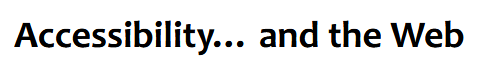 Accessibility… and the Web